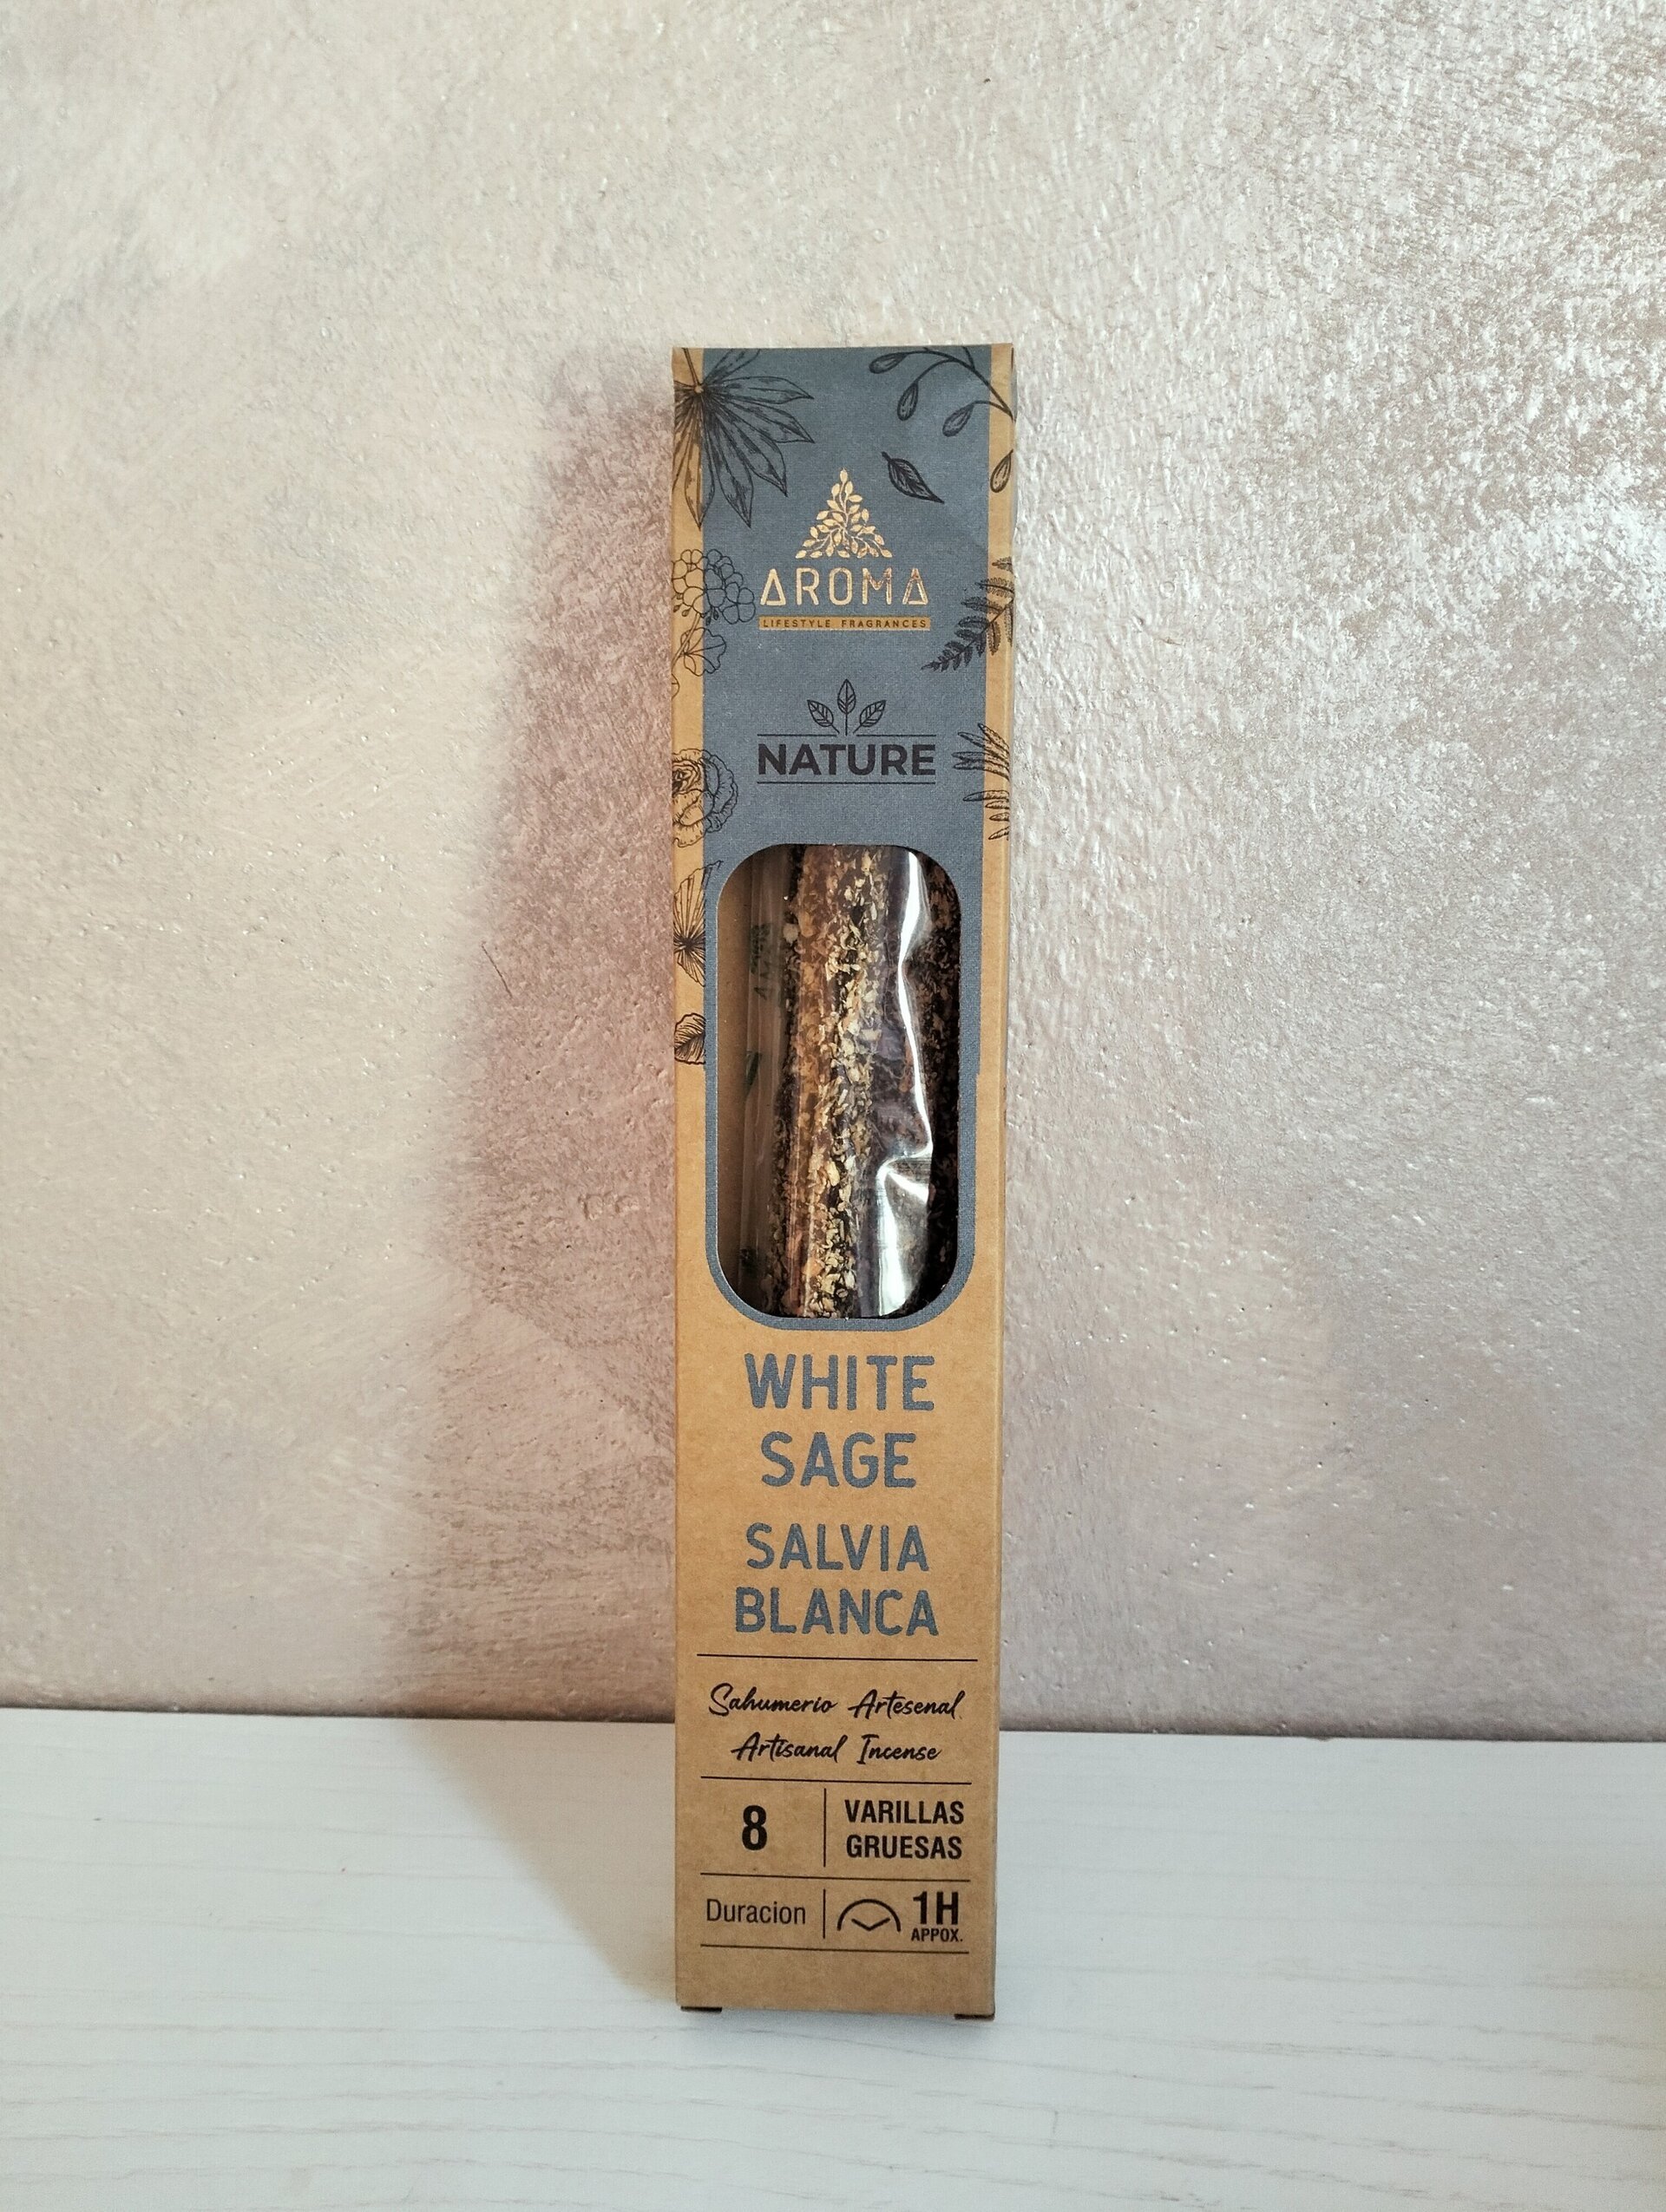 AROMA
LIFESTYLE FRAGRANCES
NATURE
WHITE
SAGE
SALVIA
BLANCA
Sahumerio Artesenal
Artisanal Incense
8
VARILLAS
GRUESAS
Duracion
1H
APPOX.